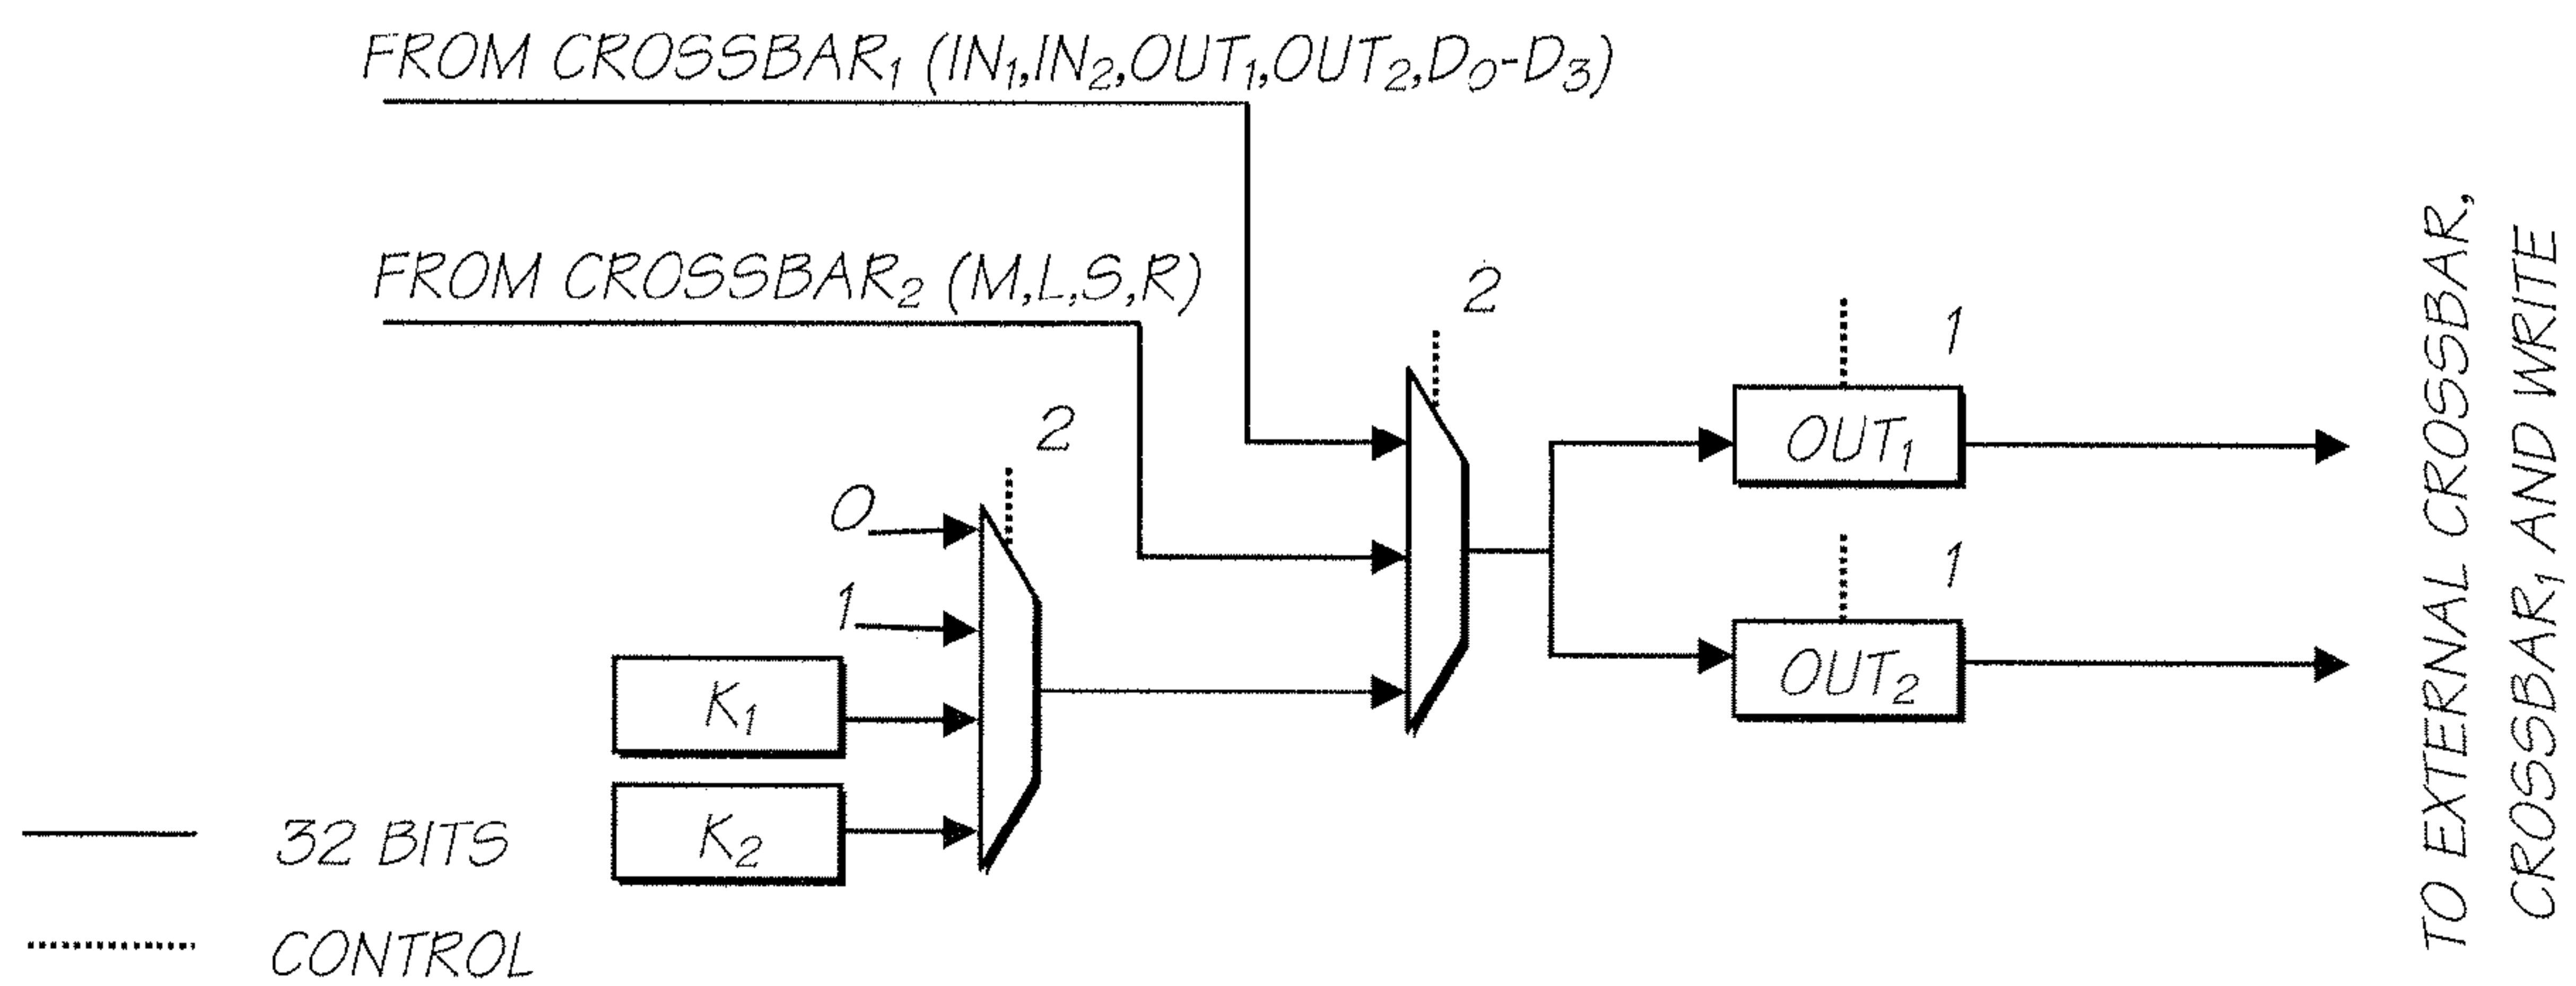 FROM CROSSBAR₁ (IN₁,IN₂,OUT₁,OUT₂,D₀-D₃)
FROM CROSSBAR₂ (M,L,S,R)
2
2
1
OUT₁
0
1
1
OUT₂
K₁
K₂
32 BITS
CONTROL
TO EXTERNAL CROSSBAR,
CROSSBAR₁ AND WRITE